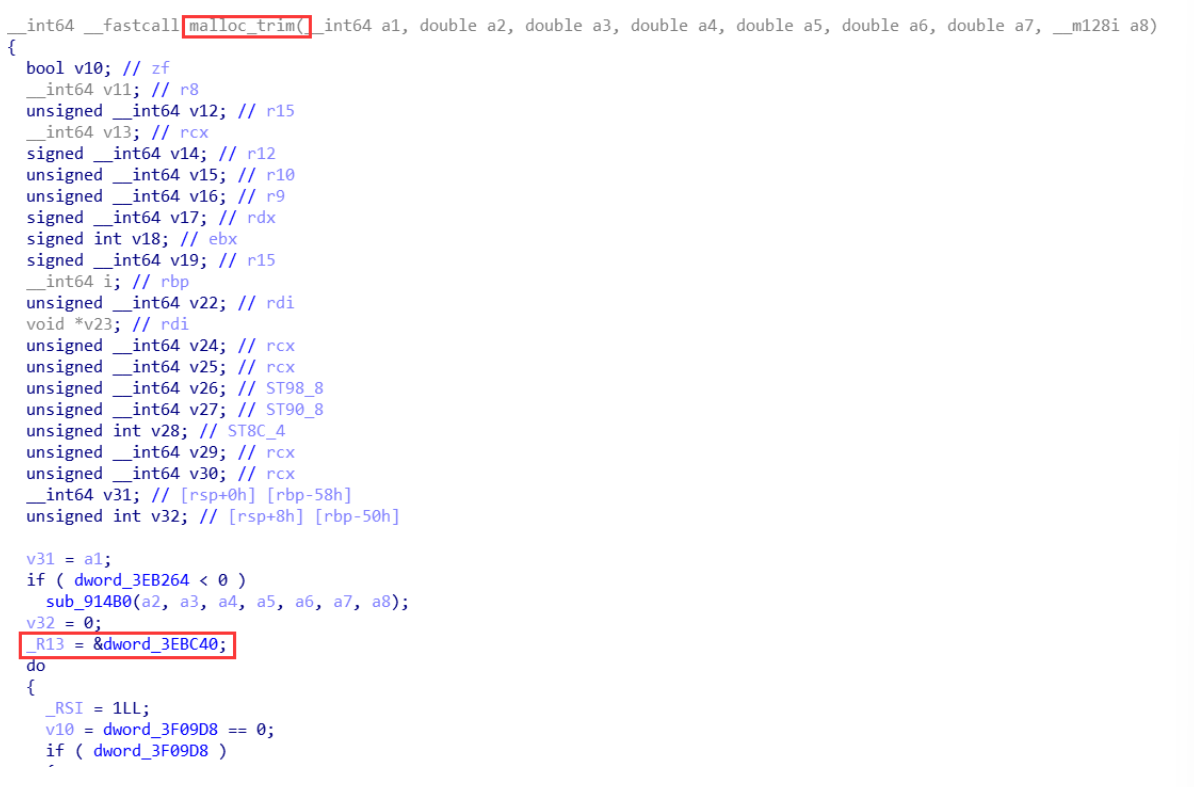 __int64 __fastcall malloc_trim(__int64 a1, double a2, double a3, double a4, double a5, double a6, double a7, __m128i a8)
{
  bool v10; // zf
  __int64 v11; // r8
  unsigned __int64 v12; // r15
  __int64 v13; // rcx
  signed __int64 v14; // r12
  unsigned __int64 v15; // r10
  unsigned __int64 v16; // r9
  signed __int64 v17; // rdx
  signed int v18; // ebx
  signed __int64 v19; // r15
  __int64 i; // rbp
  unsigned __int64 v22; // rdi
  void *v23; // rdi
  unsigned __int64 v24; // rcx
  unsigned __int64 v25; // rcx
  unsigned __int64 v26; // ST98_8
  unsigned __int64 v27; // ST90_8
  unsigned int v28; // ST8C_4
  unsigned __int64 v29; // rcx
  unsigned __int64 v30; // rcx
  __int64 v31; // [rsp+0h] [rbp-58h]
  unsigned int v32; // [rsp+8h] [rbp-50h]
  v31 = a1;
  if ( dword_3EB264 < 0 )
    sub_914B0(a2, a3, a4, a5, a6, a7, a8);
  v32 = 0;
  _R13 = &dword_3EBC40;
  do
  {
    _RSI = 1LL;
    v10 = dword_3F09D8 == 0;
    if ( dword_3F09D8 )